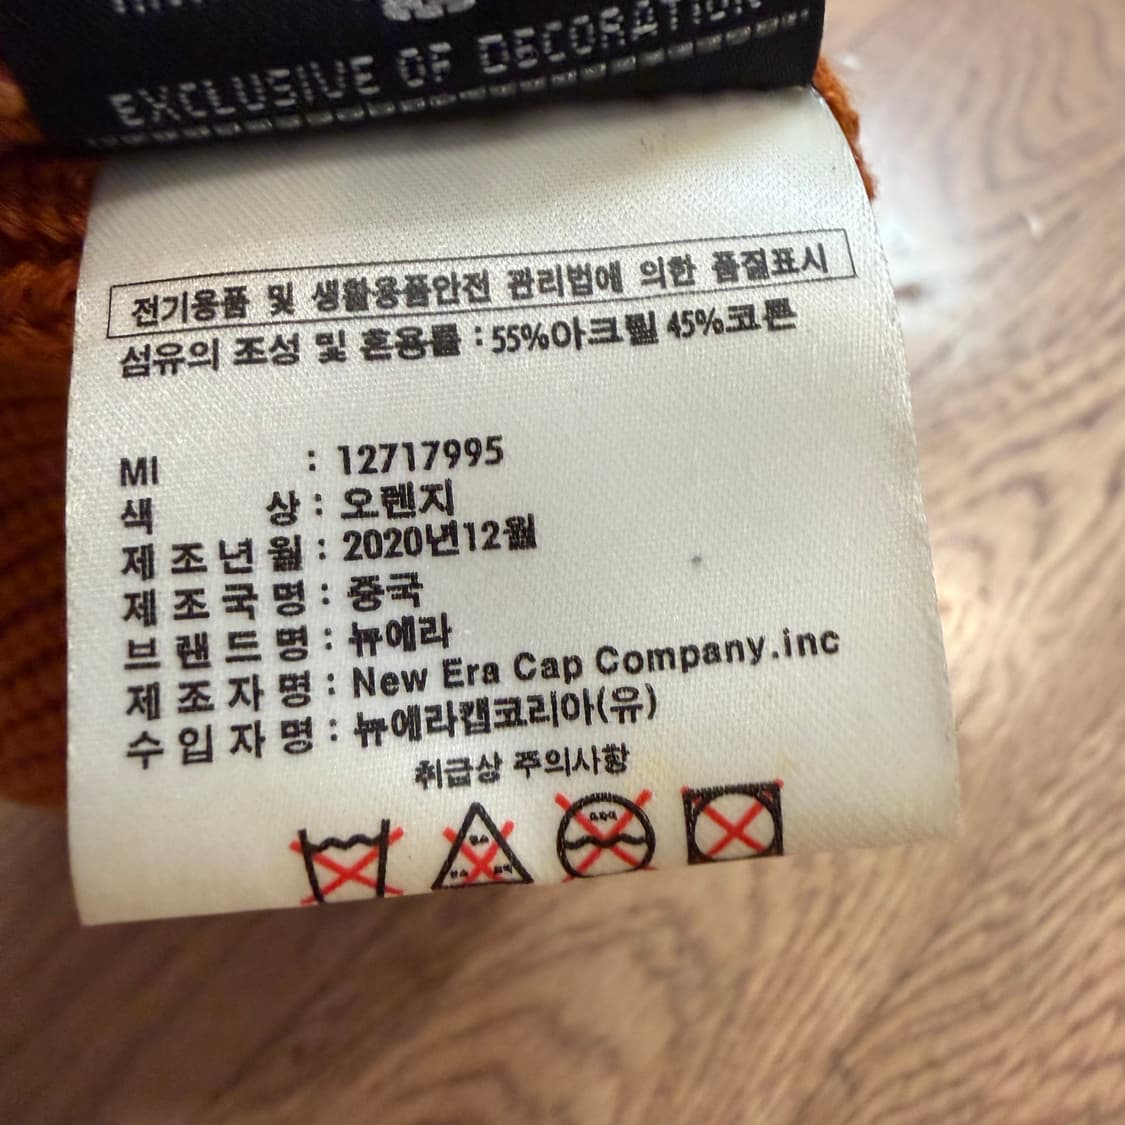 EXCLUSIVE OF DECORATION
전기용품 및 생활용품안전 관리법에 의한 품질표시
섬유의 조성 및 혼용률 : 55%아크릴 45%코튼
MI : 12717995
색 상 : 오렌지
제 조 년 월 : 2020년12월
제 조 국 명 : 중국
브 랜 드 명 : 뉴에라
제 조 자 명 : New Era Cap Company.inc
수 입 자 명 : 뉴에라캡코리아(유)
취급상 주의사항